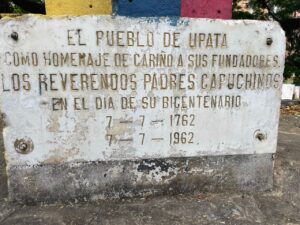 EL PUEBLO DE UPATA
COMO HOMENAJE DE CARIÑO A SUS FUNDADORES,
LOS REVERENDOS PADRES CAPUCHINOS
EN EL DIA DE SU BICENTENARIO
7 - 7 - 1762
7 - 7 - 1962.